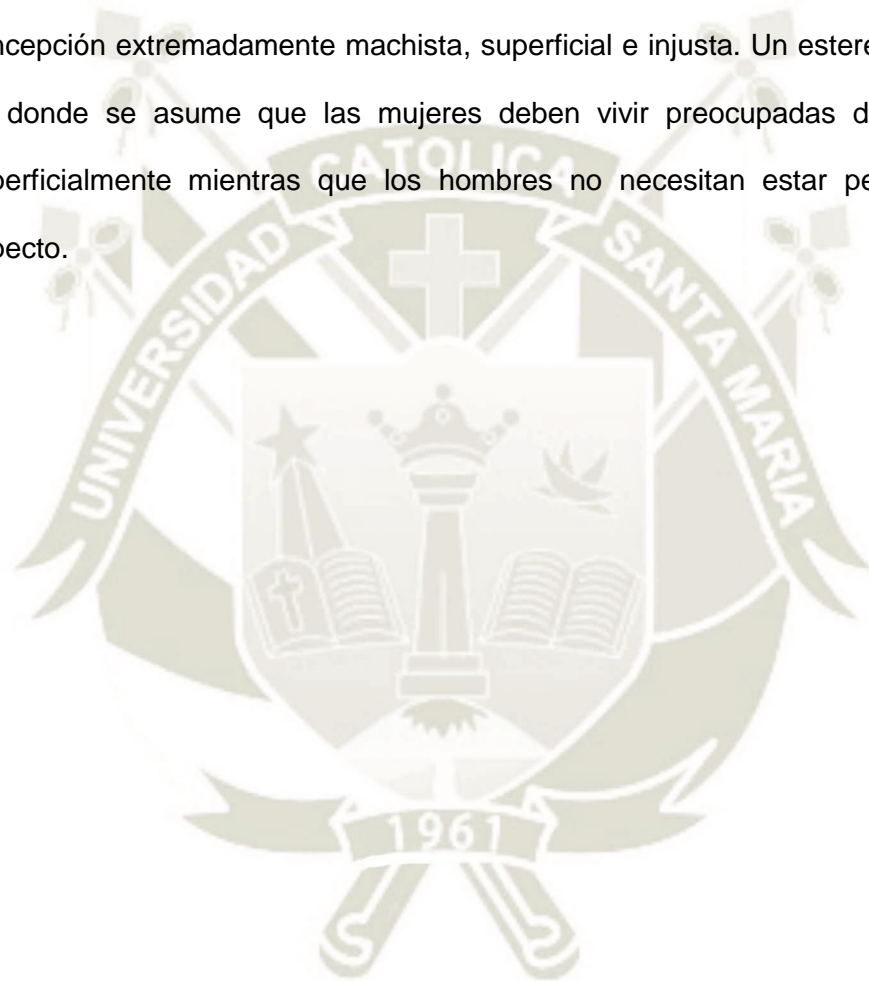 ncepción extremadamente machista, superficial e injusta. Un estere
donde se asume que las mujeres deben vivir preocupadas d
perficialmente mientras que los hombres no necesitan estar pe
pecto.
CATOLICA
UNIVERSIDAD
SANTA MARIA
1961